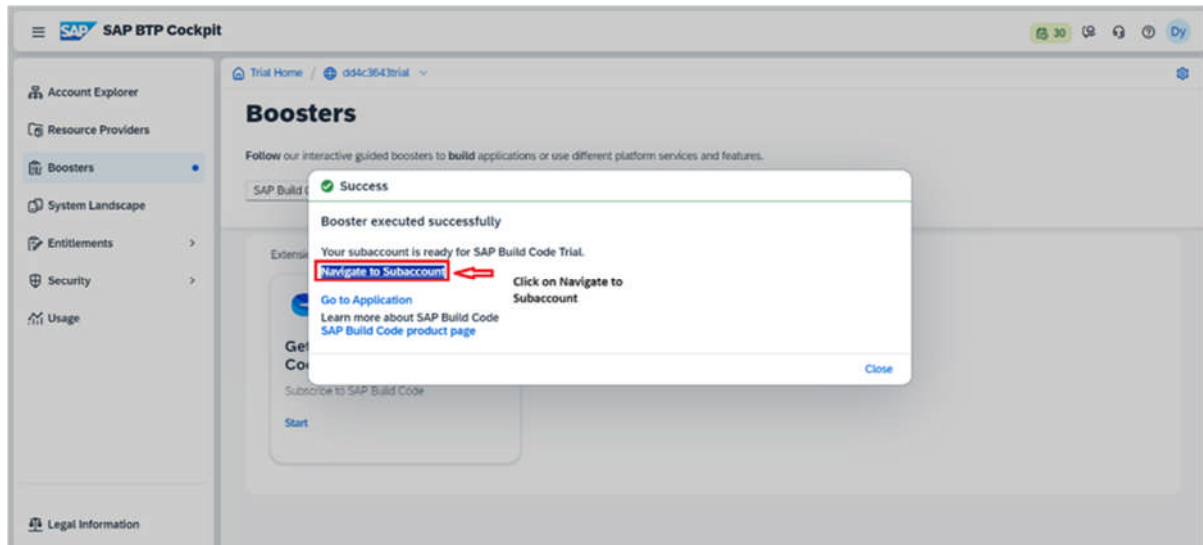 SAP SAP BTP Cockpit
30
Dy
Trial Home / dd4c3643trial
Account Explorer
Resource Providers
Boosters
System Landscape
Entitlements
Security
Usage
Legal Information
Boosters
Follow our interactive guided boosters to build applications or use different platform services and features.
SAP Build
Success
Booster executed successfully
Your subaccount is ready for SAP Build Code Trial.
Navigate to Subaccount
Click on Navigate to
Subaccount
Go to Application
Learn more about SAP Build Code
SAP Build Code product page
Close
Extensi
Get
Co
Subscribe to SAP Build Code
Start